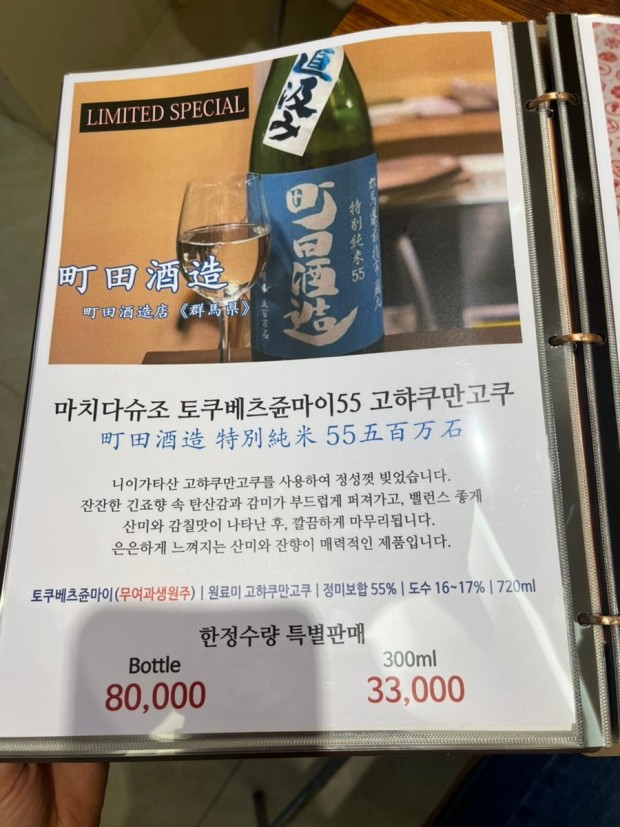 LIMITED SPECIAL
直汲み
町田酒造
特別純米55
五百万石
町田酒造
町田酒造店《群馬県》
마치다슈조 토쿠베츠쥰마이55 고햐쿠만고쿠
町田酒造 特別純米 55五百万石
니이가타산 고햐쿠만고쿠를 사용하여 정성껏 빚었습니다.
잔잔한 긴죠향 속 탄산감과 감미가 부드럽게 퍼져가고, 밸런스 좋게
산미와 감칠맛이 나타난 후, 깔끔하게 마무리됩니다.
은은하게 느껴지는 산미와 잔향이 매력적인 제품입니다.
토쿠베츠쥰마이(무여과생원주) | 원료미 고햐쿠만고쿠 | 정미보합 55% | 도수 16~17% | 720ml
한정수량 특별판매
Bottle
80,000
300ml
33,000